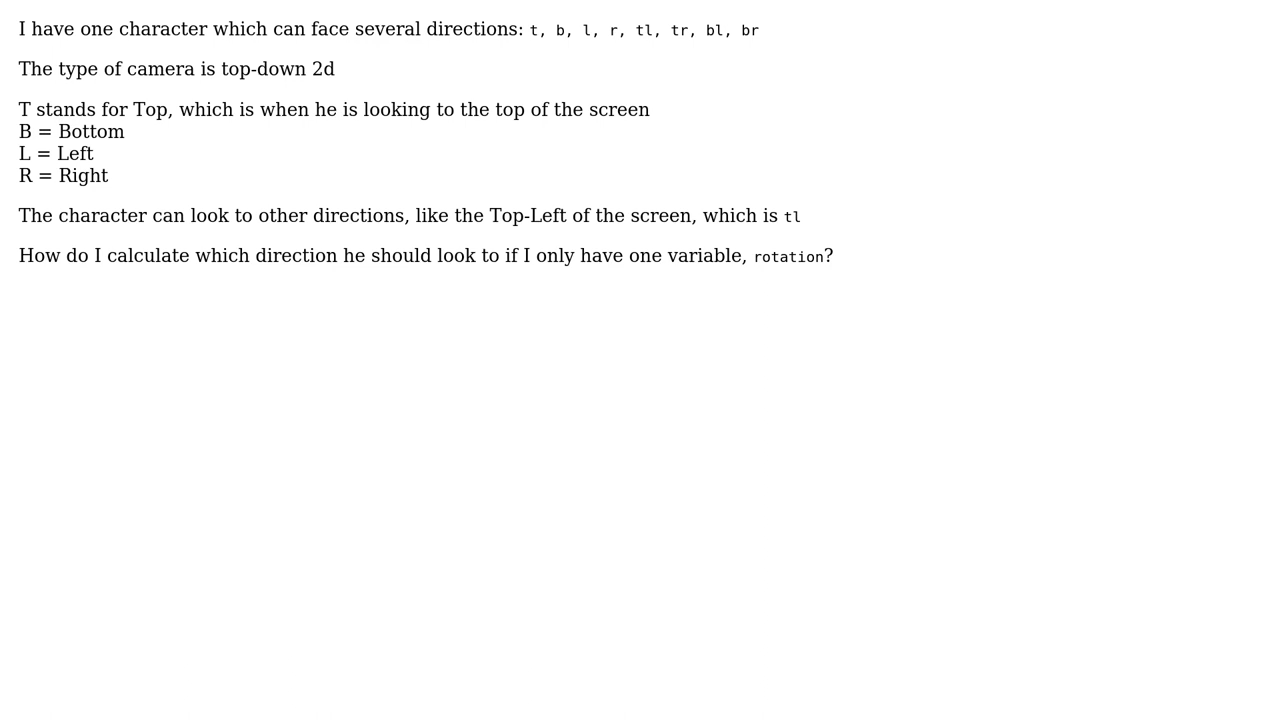 I have one character which can face several directions: t, b, l, r, tl, tr, bl, br
The type of camera is top-down 2d
T stands for Top, which is when he is looking to the top of the screen
B = Bottom
L = Left
R = Right
The character can look to other directions, like the Top-Left of the screen, which is tl
How do I calculate which direction he should look to if I only have one variable, rotation?